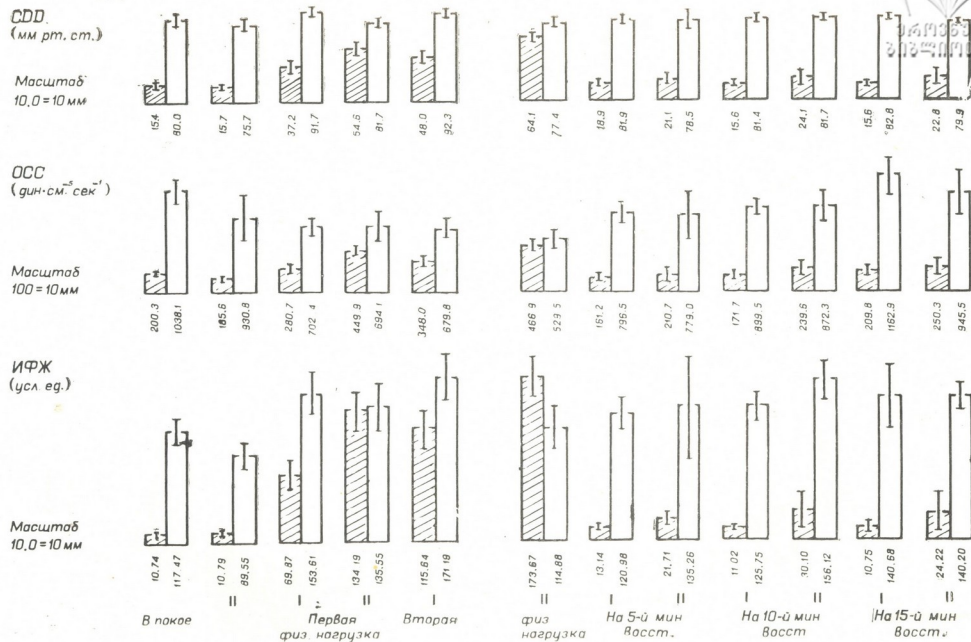 CDD.
(мм рт. ст.)
Масштаб
10.0 = 10 мм
15.4 80.0 15.7 75.7 37.2 91.7 54.6 81.7 48.0 92.3 64.1 77.4 18.9 81.9 21.1 78.5 15.6 81.4 24.1 81.7 15.6 82.8 22.8 79.9
ОСС
(дин·см⁻⁵ сек⁻¹)
Масштаб
100 = 10 мм
200.3 1038.1 185.6 930.8 280.7 702.4 449.9 694.1 348.0 679.8 466.9 529.5 161.2 796.5 210.7 779.0 171.7 899.5 239.6 872.3 209.8 1162.9 250.3 945.5
ИФЖ
(усл. ед.)
Масштаб
10.0 = 10 мм
10.74 117.47 10.79 89.55 69.87 153.61 134.19 135.55 115.64 171.19 173.67 114.88 13.14 120.98 21.71 135.26 11.02 125.75 30.10 156.12 10.75 140.68 24.22 140.20
II I II I II I II I II I II
В покое Первая Вторая физ. На 5-й мин На 10-й мин На 15-й мин
физ. нагрузка нагрузка восст. восст восст.